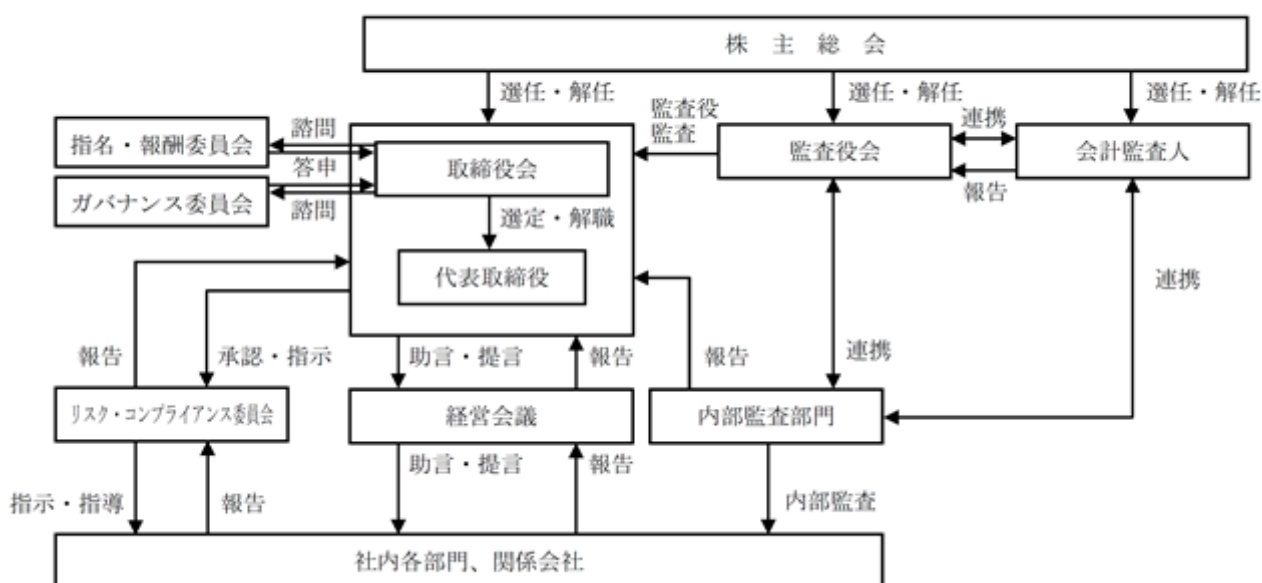 株主総会
選任・解任
選任・解任
選任・解任
監査役
監査
連携
諮問
指名・報酬委員会
取締役会
監査役会
会計監査人
答申
報告
ガバナンス委員会
諮問
選定・解職
代表取締役
連携
報告
承認・指示
助言・提言
報告
報告
連携
リスク・コンプライアンス委員会
経営会議
内部監査部門
助言・提言
報告
指示・指導
報告
内部監査
社内各部門、関係会社